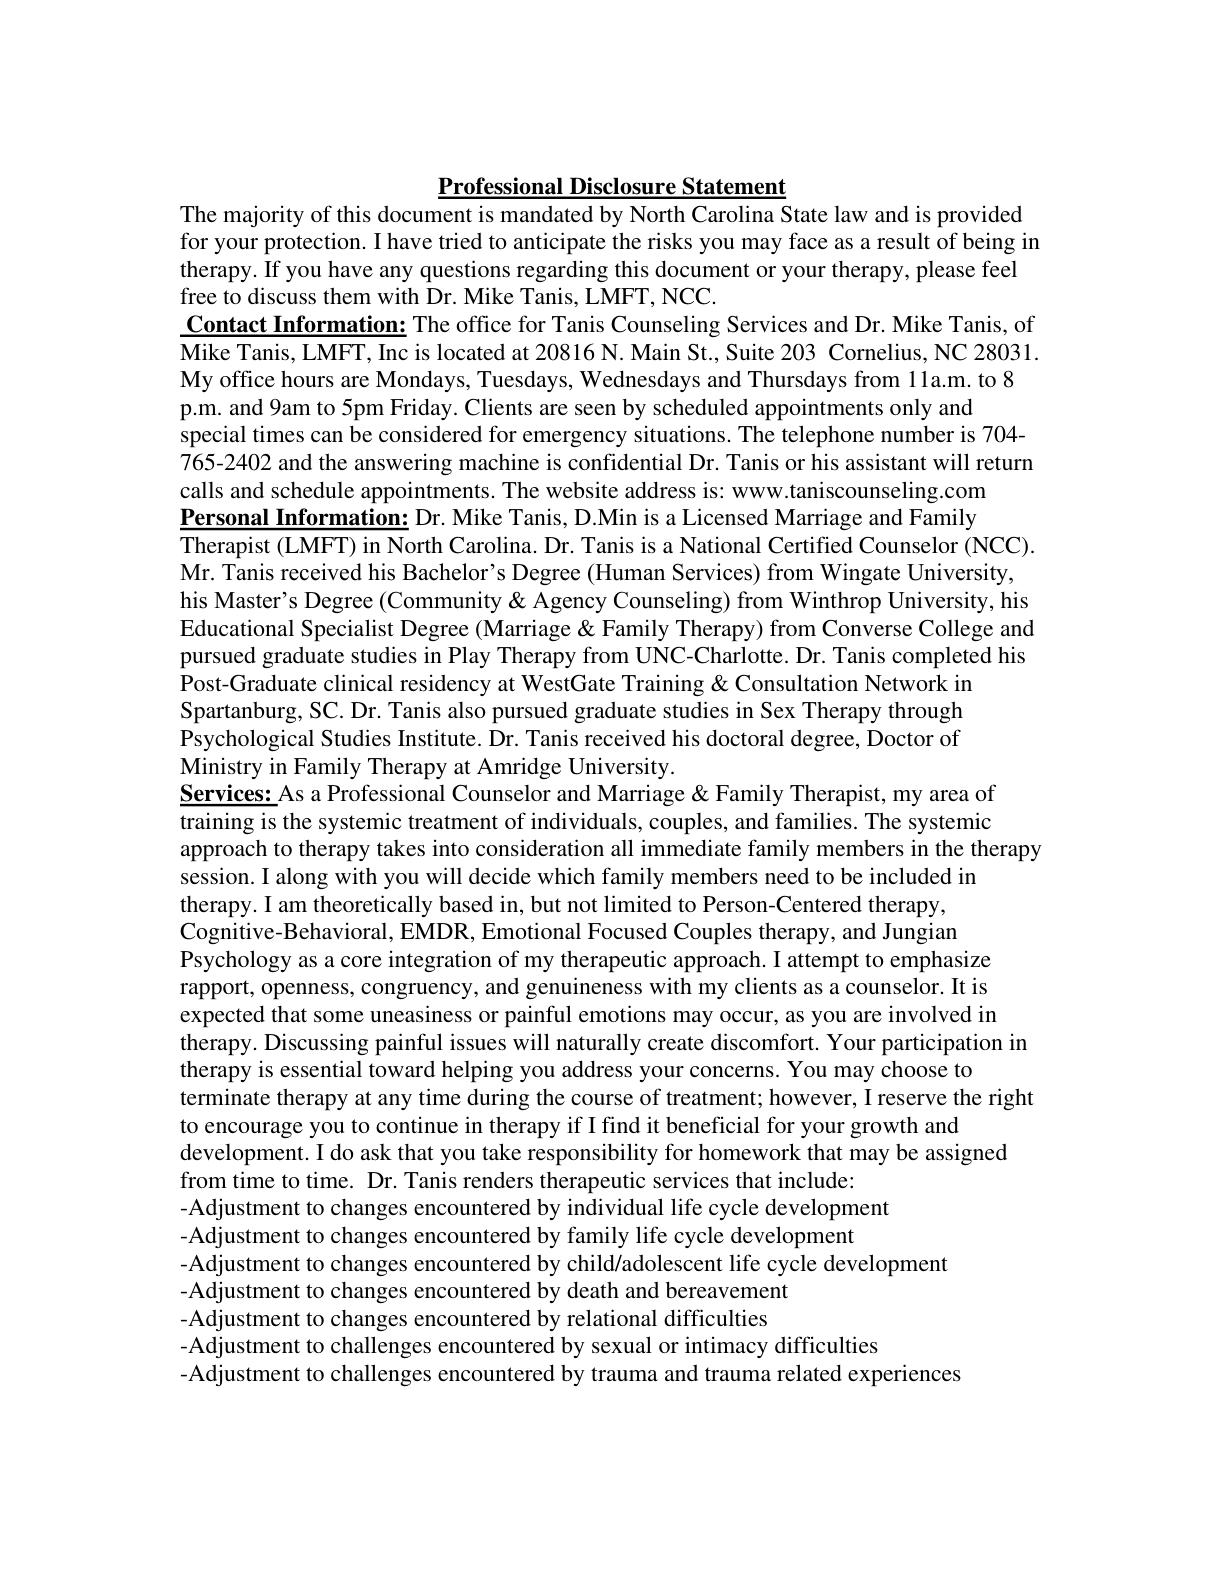 Professional Disclosure Statement
The majority of this document is mandated by North Carolina State law and is provided
for your protection. I have tried to anticipate the risks you may face as a result of being in
therapy. If you have any questions regarding this document or your therapy, please feel
free to discuss them with Dr. Mike Tanis, LMFT, NCC.
Contact Information: The office for Tanis Counseling Services and Dr. Mike Tanis, of
Mike Tanis, LMFT, Inc is located at 20816 N. Main St., Suite 203  Cornelius, NC 28031.
My office hours are Mondays, Tuesdays, Wednesdays and Thursdays from 11a.m. to 8
p.m. and 9am to 5pm Friday. Clients are seen by scheduled appointments only and
special times can be considered for emergency situations. The telephone number is 704-
765-2402 and the answering machine is confidential Dr. Tanis or his assistant will return
calls and schedule appointments. The website address is: www.taniscounseling.com
Personal Information: Dr. Mike Tanis, D.Min is a Licensed Marriage and Family
Therapist (LMFT) in North Carolina. Dr. Tanis is a National Certified Counselor (NCC).
Mr. Tanis received his Bachelor’s Degree (Human Services) from Wingate University,
his Master’s Degree (Community & Agency Counseling) from Winthrop University, his
Educational Specialist Degree (Marriage & Family Therapy) from Converse College and
pursued graduate studies in Play Therapy from UNC-Charlotte. Dr. Tanis completed his
Post-Graduate clinical residency at WestGate Training & Consultation Network in
Spartanburg, SC. Dr. Tanis also pursued graduate studies in Sex Therapy through
Psychological Studies Institute. Dr. Tanis received his doctoral degree, Doctor of
Ministry in Family Therapy at Amridge University.
Services: As a Professional Counselor and Marriage & Family Therapist, my area of
training is the systemic treatment of individuals, couples, and families. The systemic
approach to therapy takes into consideration all immediate family members in the therapy
session. I along with you will decide which family members need to be included in
therapy. I am theoretically based in, but not limited to Person-Centered therapy,
Cognitive-Behavioral, EMDR, Emotional Focused Couples therapy, and Jungian
Psychology as a core integration of my therapeutic approach. I attempt to emphasize
rapport, openness, congruency, and genuineness with my clients as a counselor. It is
expected that some uneasiness or painful emotions may occur, as you are involved in
therapy. Discussing painful issues will naturally create discomfort. Your participation in
therapy is essential toward helping you address your concerns. You may choose to
terminate therapy at any time during the course of treatment; however, I reserve the right
to encourage you to continue in therapy if I find it beneficial for your growth and
development. I do ask that you take responsibility for homework that may be assigned
from time to time.  Dr. Tanis renders therapeutic services that include:
-Adjustment to changes encountered by individual life cycle development
-Adjustment to changes encountered by family life cycle development
-Adjustment to changes encountered by child/adolescent life cycle development
-Adjustment to changes encountered by death and bereavement
-Adjustment to changes encountered by relational difficulties
-Adjustment to challenges encountered by sexual or intimacy difficulties
-Adjustment to challenges encountered by trauma and trauma related experiences